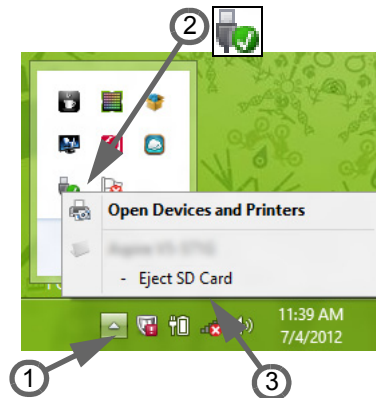 2
Open Devices and Printers
- Eject SD Card
11:39 AM
7/4/2012
1
3